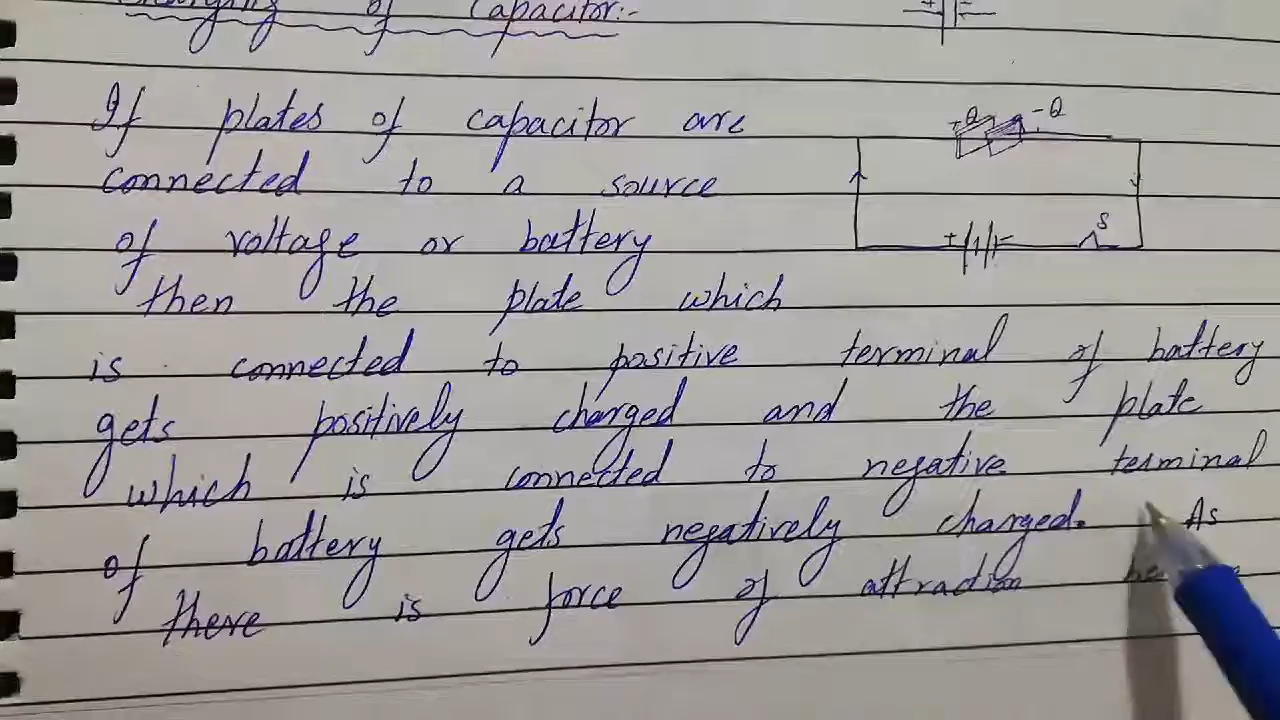 Charging of Capacitor:-
If plates of capacitor are
connected to a source
of voltage or battery
then the plate which
is connected to positive terminal of battery
gets positively charged and the plate
which is connected to negative terminal
of battery gets negatively charged. As
there is force of attraction
+Q -Q
+ -
S